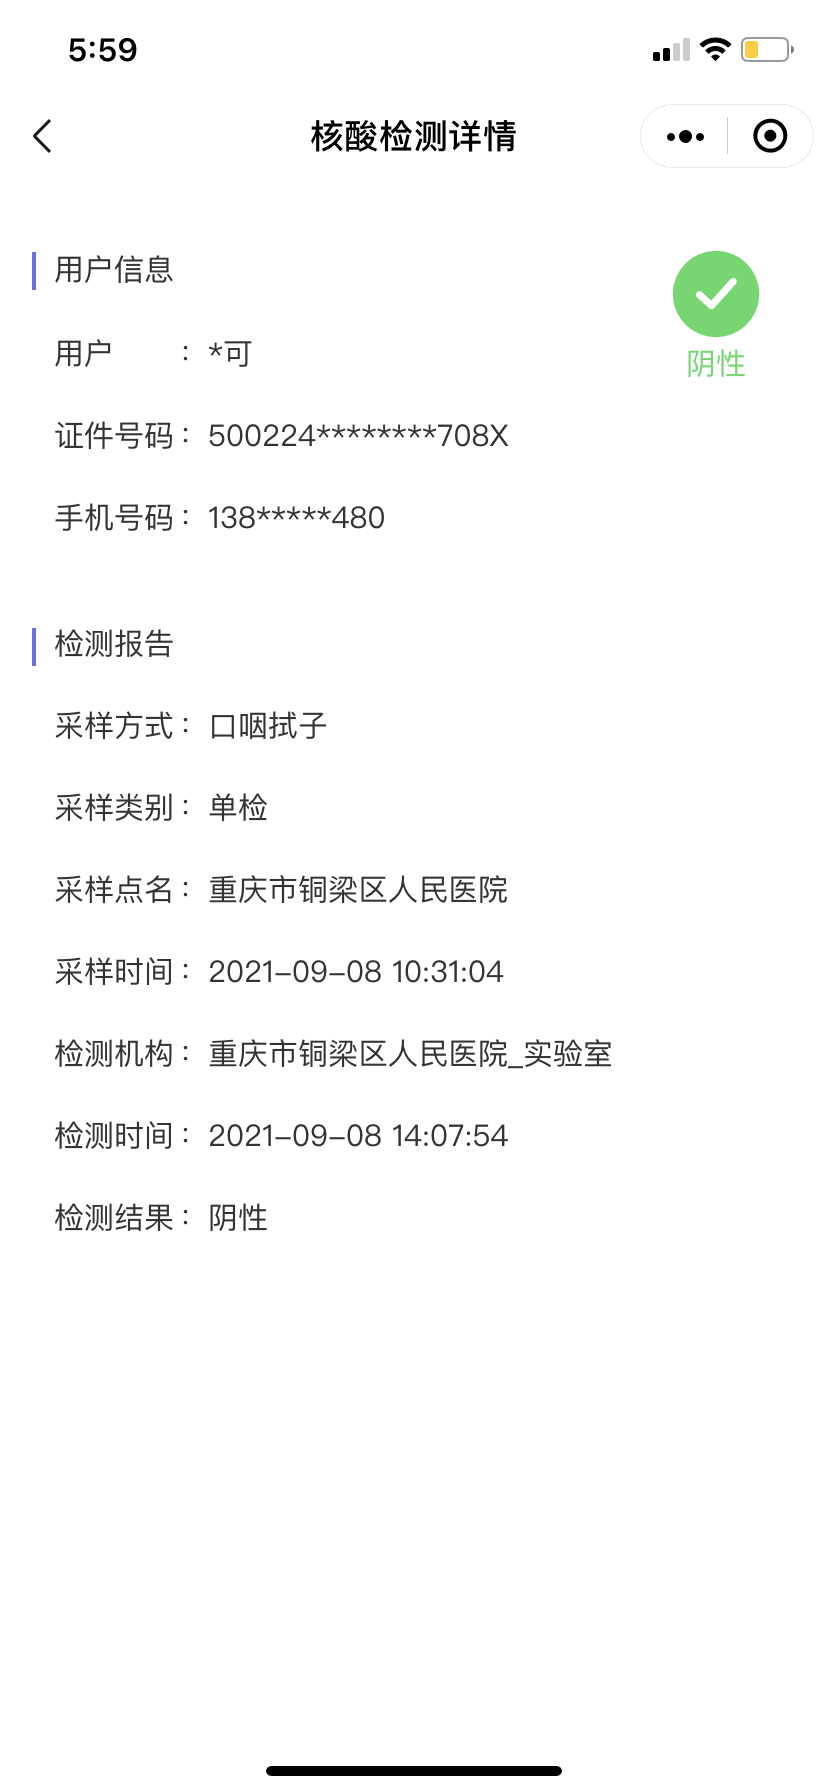 5:59
核酸检测详情
用户信息
用户 : *可
阴性
证件号码 : 500224********708X
手机号码 : 138*****480
检测报告
采样方式 : 口咽拭子
采样类别 : 单检
采样点名 : 重庆市铜梁区人民医院
采样时间 : 2021-09-08 10:31:04
检测机构 : 重庆市铜梁区人民医院_实验室
检测时间 : 2021-09-08 14:07:54
检测结果 : 阴性